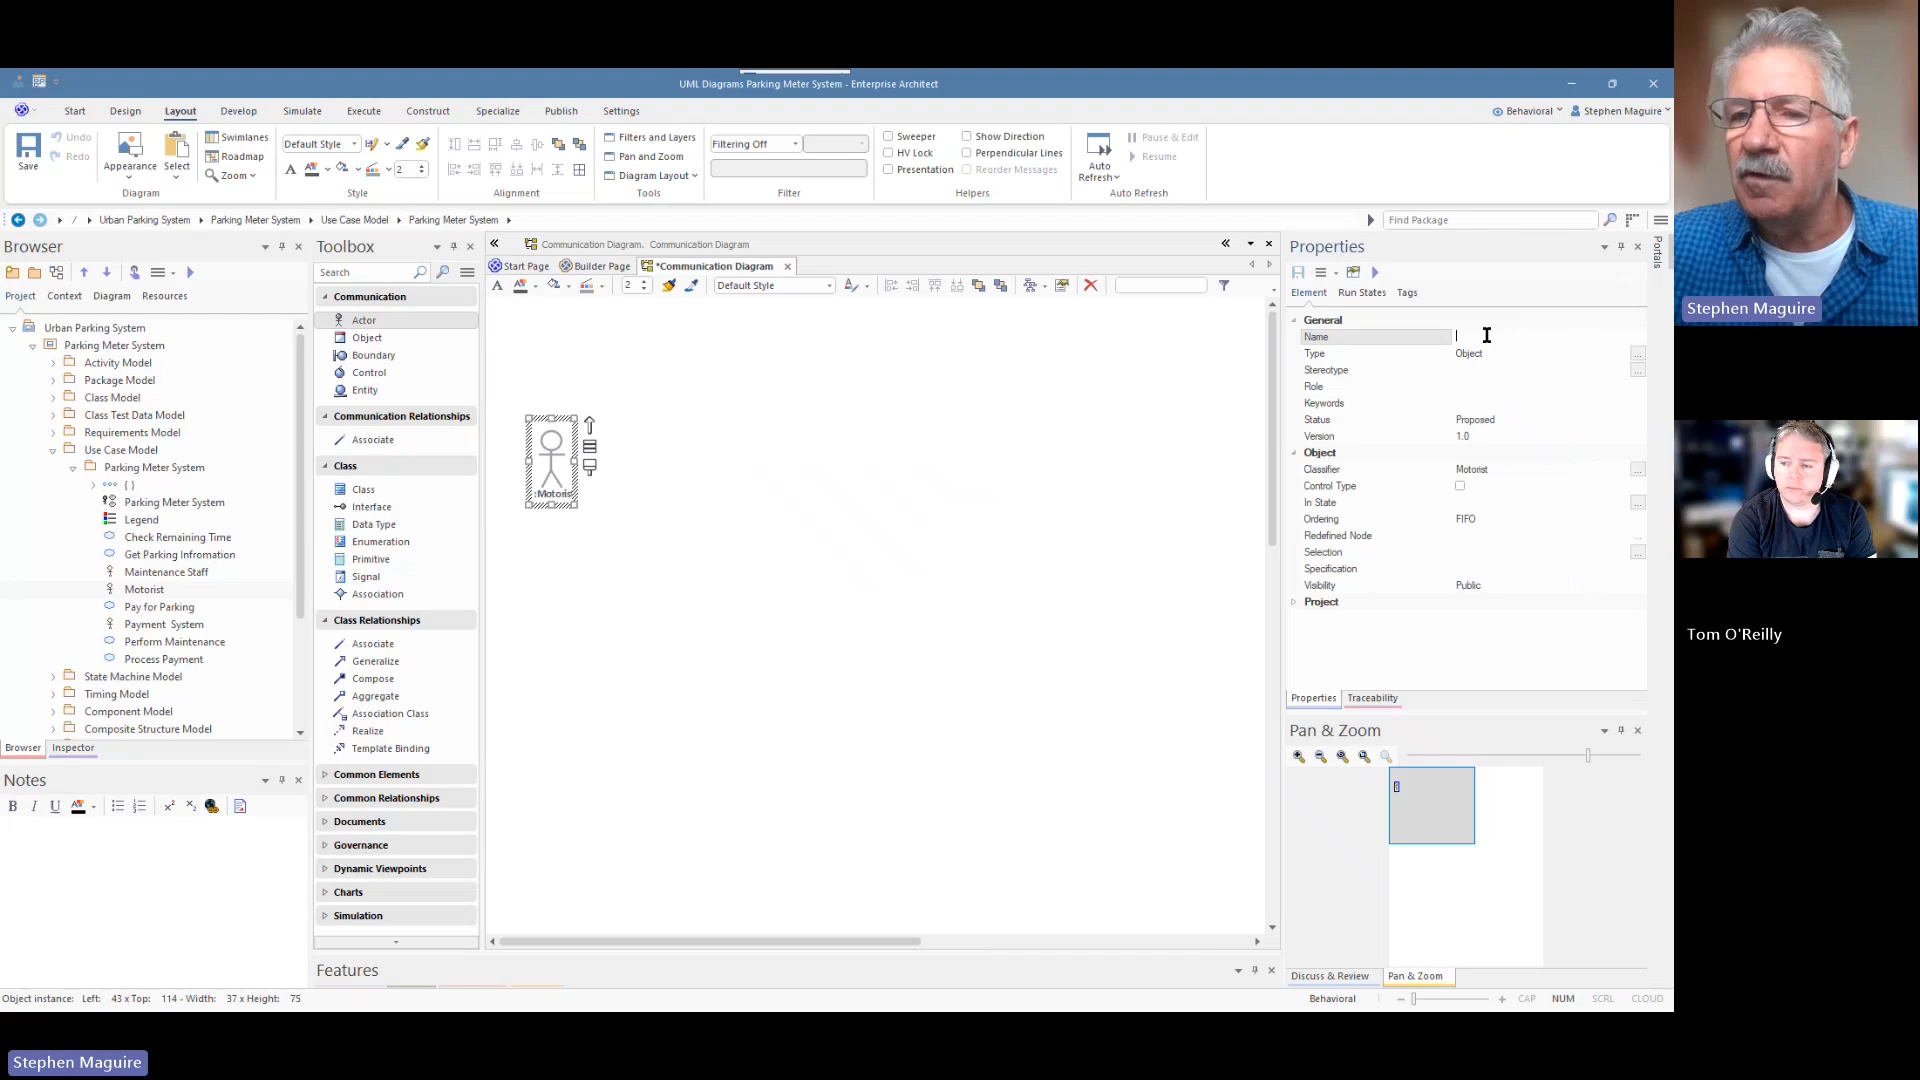 UML Diagrams Parking Meter System - Enterprise Architect
Start Design Layout Develop Simulate Execute Construct Specialize Publish Settings
Behavioral Stephen Maguire
Save Undo Redo
Appearance Select
Swimlanes
Roadmap
Zoom
Diagram
Default Style
A 2
Style
Alignment
Filters and Layers
Pan and Zoom
Diagram Layout
Tools
Filtering Off
Filter
Sweeper Show Direction
HV Lock Perpendicular Lines
Presentation Reorder Messages
Helpers
Auto
Refresh
Pause & Edit
Resume
Auto Refresh
/ Urban Parking System Parking Meter System Use Case Model Parking Meter System
Find Package
Portals
Browser
Project Context Diagram Resources
Urban Parking System
Parking Meter System
Activity Model
Package Model
Class Model
Class Test Data Model
Requirements Model
Use Case Model
Parking Meter System
{ }
Parking Meter System
Legend
Check Remaining Time
Get Parking Infromation
Maintenance Staff
Motorist
Pay for Parking
Payment System
Perform Maintenance
Process Payment
State Machine Model
Timing Model
Component Model
Composite Structure Model
Browser Inspector
Notes
B I U
Toolbox
Search
Communication
Actor
Object
Boundary
Control
Entity
Communication Relationships
Associate
Class
Class
Interface
Data Type
Enumeration
Primitive
Signal
Association
Class Relationships
Associate
Generalize
Compose
Aggregate
Association Class
Realize
Template Binding
Common Elements
Common Relationships
Documents
Governance
Dynamic Viewpoints
Charts
Simulation
Communication Diagram. Communication Diagram
Start Page Builder Page *Communication Diagram
A 2 Default Style
:Motoris
Features
Properties
Element Run States Tags
General
Name
Type Object
Stereotype
Role
Keywords
Status Proposed
Version 1.0
Object
Classifier Motorist
Control Type
In State
Ordering FIFO
Redefined Node
Selection
Specification
Visibility Public
Project
Properties Traceability
Pan & Zoom
Discuss & Review Pan & Zoom
Object instance: Left: 43 x Top: 114 - Width: 37 x Height: 75
Behavioral CAP NUM SCRL CLOUD
Stephen Maguire
Tom O'Reilly
Stephen Maguire